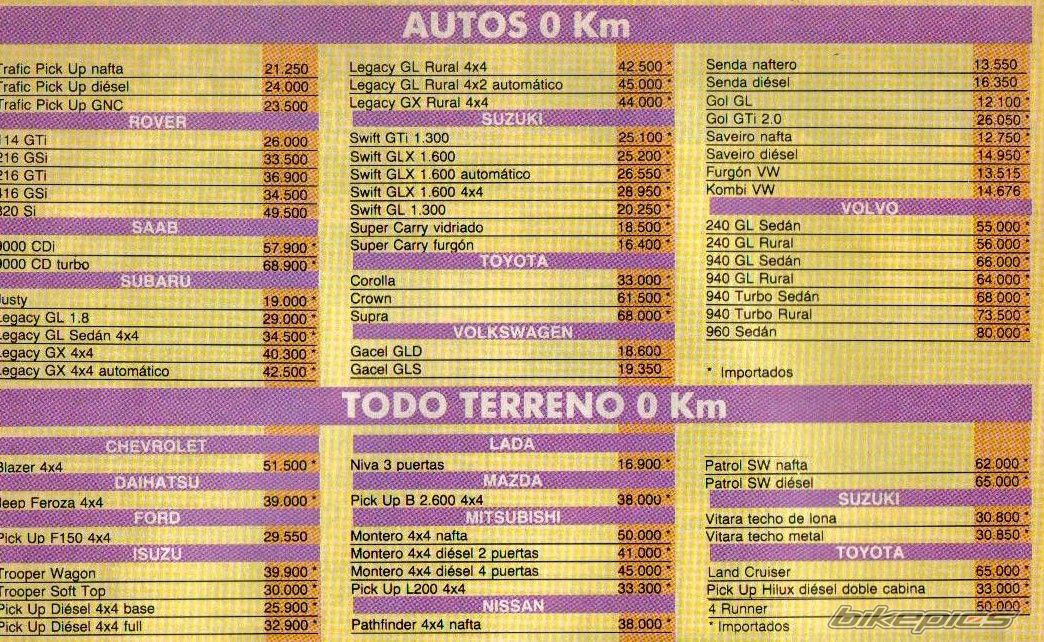 AUTOS 0 Km
Trafic Pick Up nafta 21.250
Trafic Pick Up diésel 24.000
Trafic Pick Up GNC 23.500
ROVER
114 GTi 26.000
216 GSi 33.500
216 GTi 36.900
416 GSi 34.500
820 Si 49.500
SAAB
9000 CDi 57.900 *
9000 CD turbo 68.900 *
SUBARU
Justy 19.000 *
Legacy GL 1.8 29.000 *
Legacy GL Sedán 4x4 34.500 *
Legacy GX 4x4 40.300 *
Legacy GX 4x4 automático 42.500 *
Legacy GL Rural 4x4 42.500 *
Legacy GL Rural 4x2 automático 45.000 *
Legacy GX Rural 4x4 44.000 *
SUZUKI
Swift GTi 1.300 25.100 *
Swift GLX 1.600 25.200 *
Swift GLX 1.600 automático 26.550 *
Swift GLX 1.600 4x4 28.950 *
Swift GL 1.300 20.250 *
Super Carry vidriado 18.500 *
Super Carry furgón 16.400 *
TOYOTA
Corolla 33.000 *
Crown 61.500 *
Supra 68.000 *
VOLKSWAGEN
Gacel GLD 18.600
Gacel GLS 19.350
Senda naftero 13.550
Senda diésel 16.350
Gol GL 12.100 *
Gol GTi 2.0 26.050 *
Saveiro nafta 12.750 *
Saveiro diésel 14.950 *
Furgón VW 13.515
Kombi VW 14.676
VOLVO
240 GL Sedán 55.000 *
240 GL Rural 56.000 *
940 GL Sedán 66.000 *
940 GL Rural 64.000 *
940 Turbo Sedán 68.000 *
940 Turbo Rural 73.500 *
960 Sedán 80.000 *
* Importados
TODO TERRENO 0 Km
CHEVROLET
Blazer 4x4 51.500 *
DAIHATSU
Jeep Feroza 4x4 39.000 *
FORD
Pick Up F150 4x4 29.550
ISUZU
Trooper Wagon 39.900 *
Trooper Soft Top 30.000 *
Pick Up Diésel 4x4 base 25.900 *
Pick Up Diésel 4x4 full 32.900 *
LADA
Niva 3 puertas 16.900 *
MAZDA
Pick Up B 2.600 4x4 38.000 *
MITSUBISHI
Montero 4x4 nafta 50.000 *
Montero 4x4 diésel 2 puertas 41.000 *
Montero 4x4 diésel 4 puertas 45.000 *
Pick Up L200 4x4 33.300 *
NISSAN
Pathfinder 4x4 nafta 38.000 *
Patrol SW nafta 62.000 *
Patrol SW diésel 65.000 *
SUZUKI
Vitara techo de lona 30.800 *
Vitara techo metal 30.850 *
TOYOTA
Land Cruiser 65.000 *
Pick Up Hilux diésel doble cabina 33.000 *
4 Runner 50.000 *
* Importados
bikepics